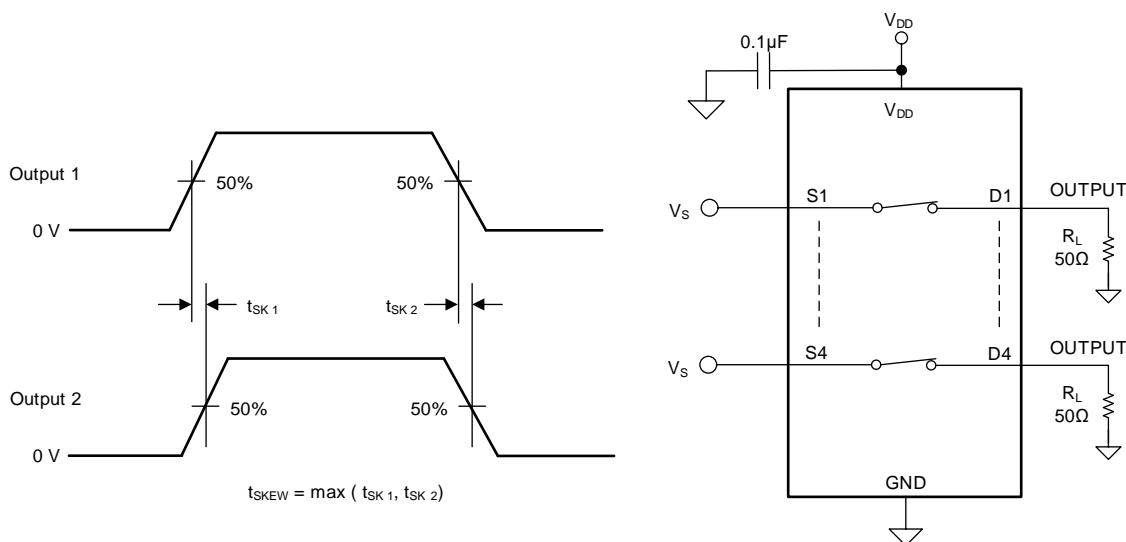 Output 1
50%
50%
0 V
t_SK 1
t_SK 2
Output 2
50%
50%
0 V
t_SKEW = max ( t_SK 1, t_SK 2)
V_DD
0.1µF
V_DD
V_S
S1
D1
OUTPUT
R_L
50Ω
V_S
S4
D4
OUTPUT
R_L
50Ω
GND